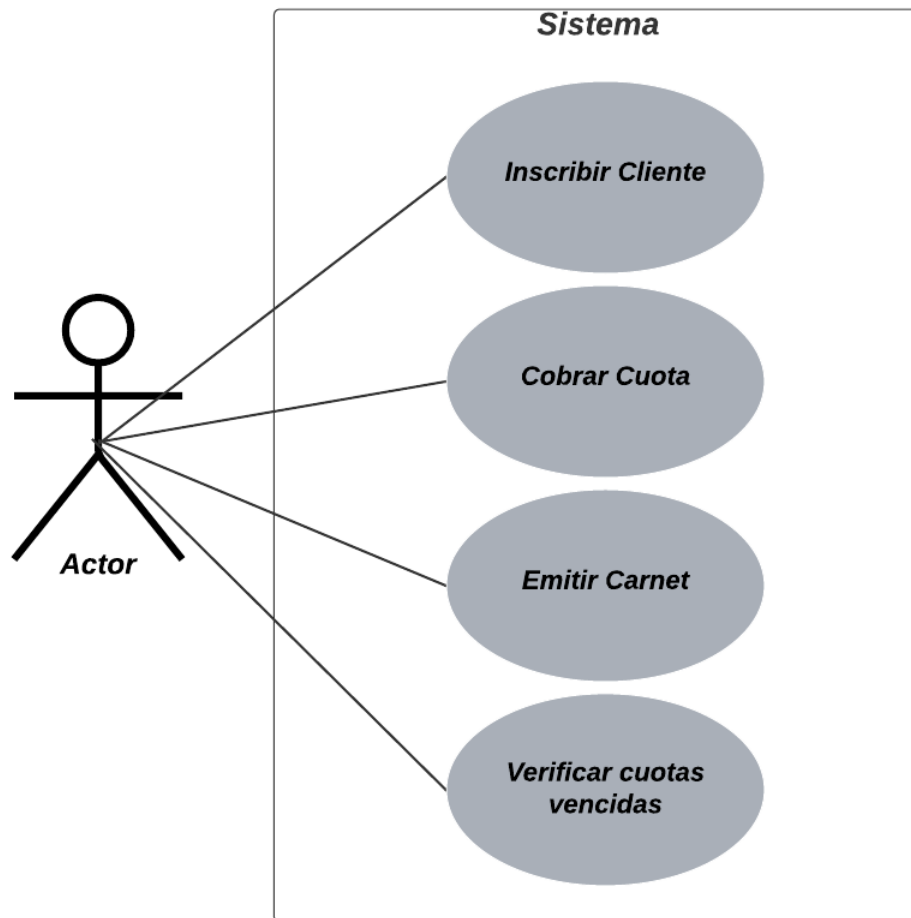 Sistema
Inscribir Cliente
Cobrar Cuota
Actor
Emitir Carnet
Verificar cuotas
vencidas